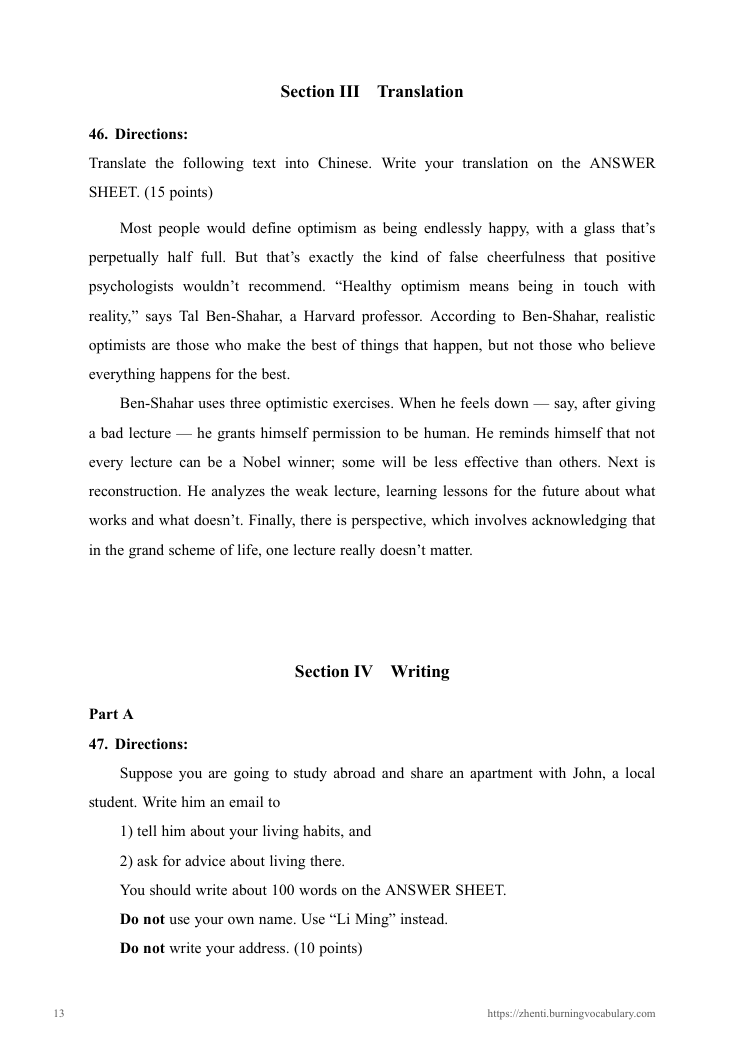 Section III Translation
46. Directions:
Translate the following text into Chinese. Write your translation on the ANSWER
SHEET. (15 points)
Most people would define optimism as being endlessly happy, with a glass that’s
perpetually half full. But that’s exactly the kind of false cheerfulness that positive
psychologists wouldn’t recommend. “Healthy optimism means being in touch with
reality,” says Tal Ben-Shahar, a Harvard professor. According to Ben-Shahar, realistic
optimists are those who make the best of things that happen, but not those who believe
everything happens for the best.
Ben-Shahar uses three optimistic exercises. When he feels down — say, after giving
a bad lecture — he grants himself permission to be human. He reminds himself that not
every lecture can be a Nobel winner; some will be less effective than others. Next is
reconstruction. He analyzes the weak lecture, learning lessons for the future about what
works and what doesn’t. Finally, there is perspective, which involves acknowledging that
in the grand scheme of life, one lecture really doesn’t matter.
Section IV Writing
Part A
47. Directions:
Suppose you are going to study abroad and share an apartment with John, a local
student. Write him an email to
1) tell him about your living habits, and
2) ask for advice about living there.
You should write about 100 words on the ANSWER SHEET.
Do not use your own name. Use “Li Ming” instead.
Do not write your address. (10 points)
13
https://zhenti.burningvocabulary.com